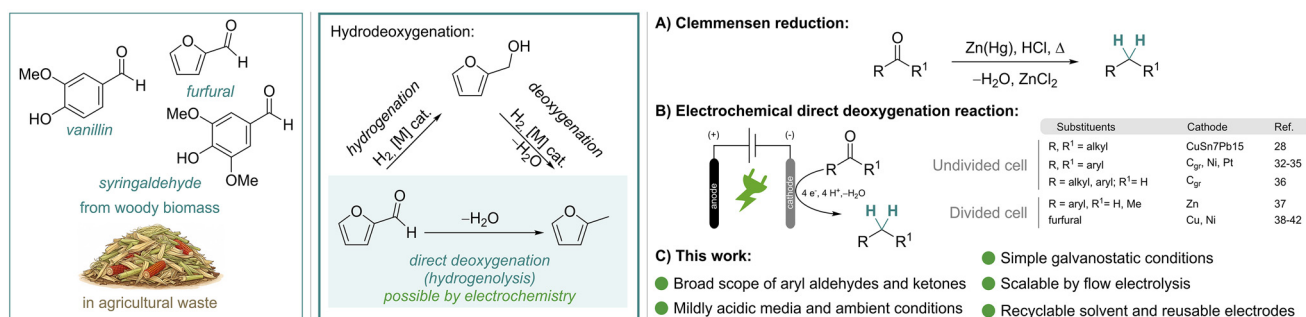 O
H
MeO
HO
vanillin
O
O
H
furfural
MeO
O
H
HO
OMe
syringaldehyde
from woody biomass
in agricultural waste
Hydrodeoxygenation:
O
OH
hydrogenation
H2, [M] cat.
deoxygenation
H2, [M] cat.
–H2O
O
O
H
–H2O
O
direct deoxygenation
(hydrogenolysis)
possible by electrochemistry
A) Clemmensen reduction:
O
R R1
Zn(Hg), HCl, Δ
–H2O, ZnCl2
H H
R R1
B) Electrochemical direct deoxygenation reaction:
(+) (-)
anode
cathode
O
R R1
4 e-, 4 H+,–H2O
H H
R R1
Substituents Cathode Ref.
Undivided cell
R, R1 = alkyl CuSn7Pb15 28
R, R1 = aryl Cgr, Ni, Pt 32-35
R = alkyl, aryl; R1= H Cgr 36
Divided cell
R = aryl, R1= H, Me Zn 37
furfural Cu, Ni 38-42
C) This work:
Broad scope of aryl aldehydes and ketones
Mildly acidic media and ambient conditions
Simple galvanostatic conditions
Scalable by flow electrolysis
Recyclable solvent and reusable electrodes